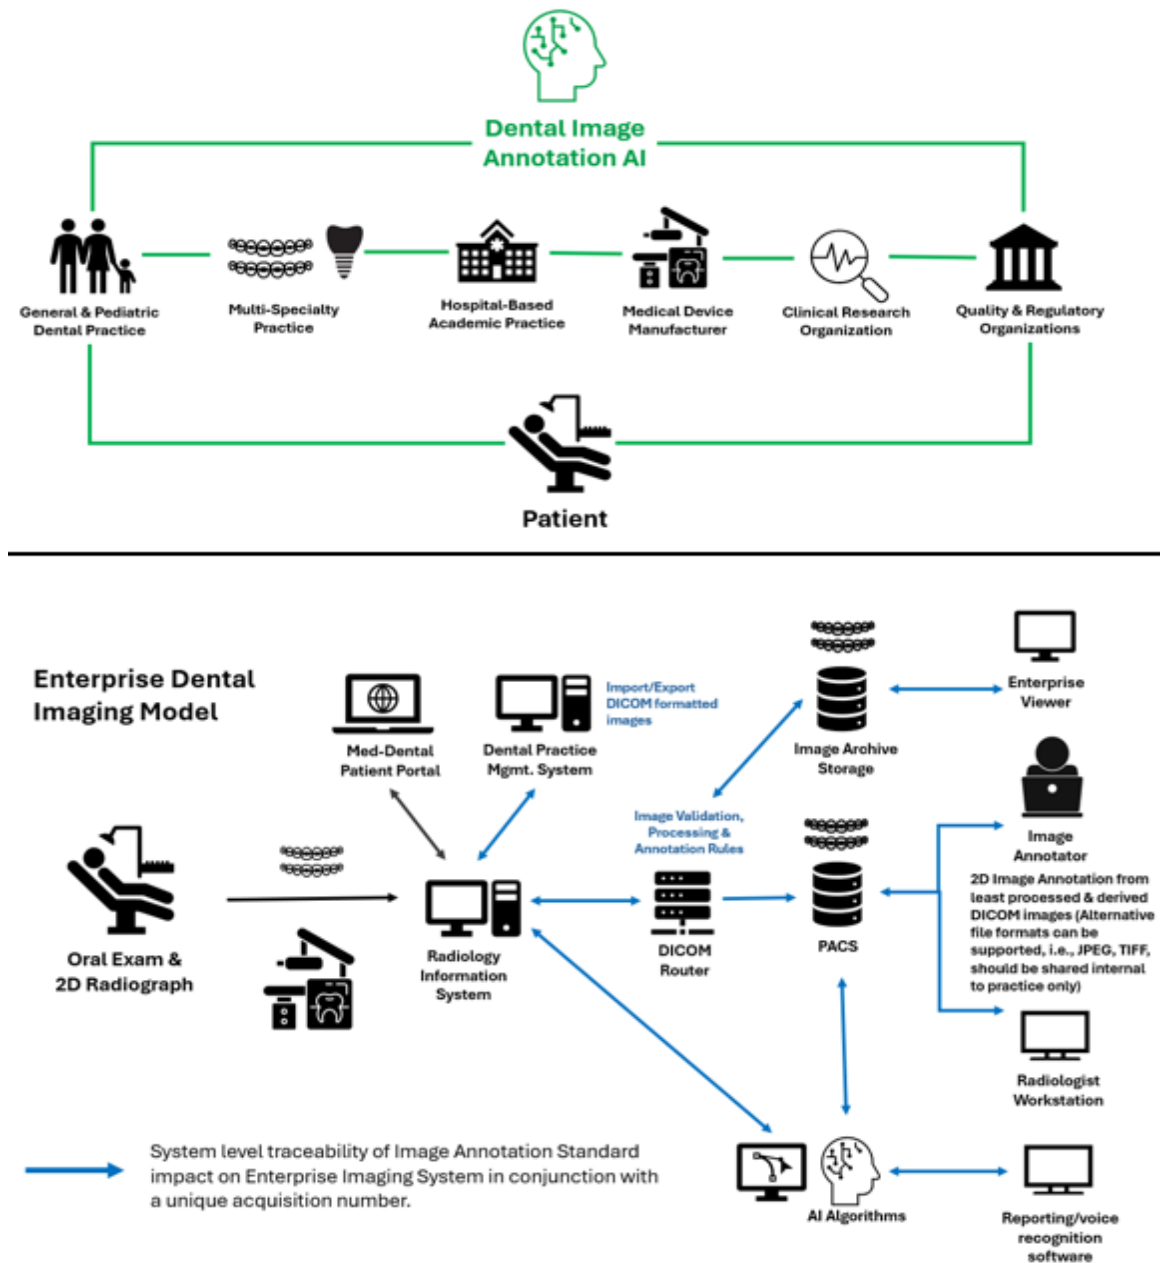 Dental Image
Annotation AI
General & Pediatric
Dental Practice
Multi-Specialty
Practice
Hospital-Based
Academic Practice
Medical Device
Manufacturer
Clinical Research
Organization
Quality & Regulatory
Organizations
Patient
Enterprise Dental
Imaging Model
Med-Dental
Patient Portal
Dental Practice
Mgmt. System
Import/Export
DICOM formatted
images
Image Archive
Storage
Enterprise
Viewer
Image Validation,
Processing &
Annotation Rules
Image
Annotator
2D Image Annotation from
least processed & derived
DICOM images (Alternative
file formats can be
supported, i.e., JPEG, TIFF,
should be shared internal
to practice only)
Oral Exam &
2D Radiograph
Radiology
Information
System
DICOM
Router
PACS
Radiologist
Workstation
System level traceability of Image Annotation Standard
impact on Enterprise Imaging System in conjunction with
a unique acquisition number.
AI Algorithms
Reporting/voice
recognition
software